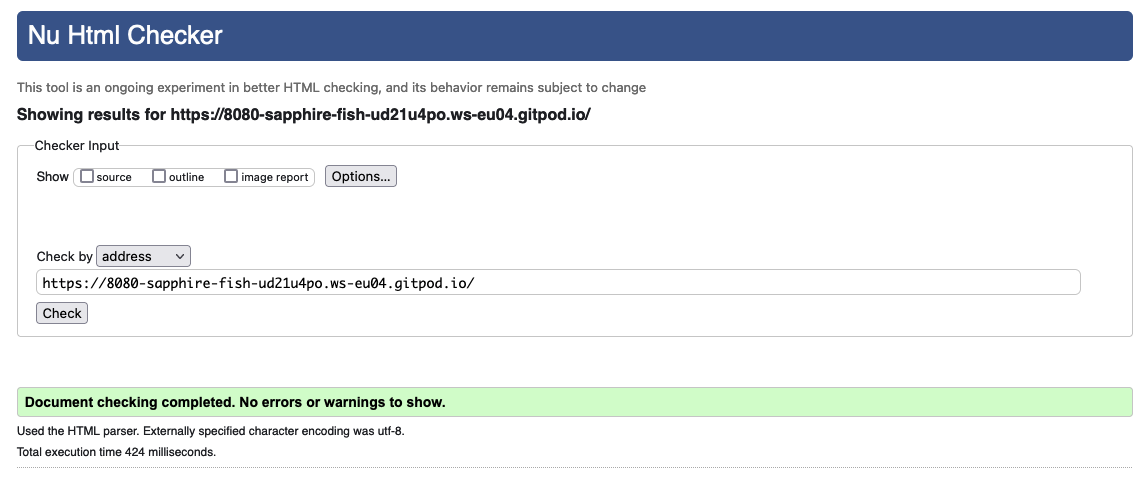 Nu Html Checker
This tool is an ongoing experiment in better HTML checking, and its behavior remains subject to change
Showing results for https://8080-sapphire-fish-ud21u4po.ws-eu04.gitpod.io/
Checker Input
Show source outline image report Options...
Check by address
https://8080-sapphire-fish-ud21u4po.ws-eu04.gitpod.io/
Check
Document checking completed. No errors or warnings to show.
Used the HTML parser. Externally specified character encoding was utf-8.
Total execution time 424 milliseconds.